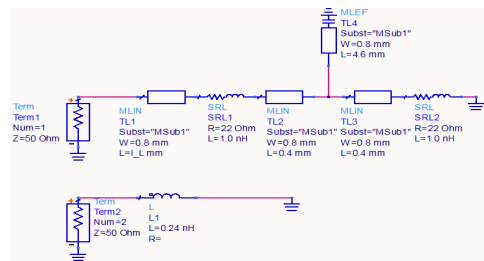 MLEF
TL4
Subst="MSub1"
W=0.8 mm
L=4.6 mm
Term
Term1
Num=1
Z=50 Ohm
MLIN
TL1
Subst="MSub1"
W=0.8 mm
L=l_L mm
SRL
SRL1
R=22 Ohm
L=1.0 nH
MLIN
TL2
Subst="MSub1"
W=0.8 mm
L=0.4 mm
MLIN
TL3
Subst="MSub1"
W=0.8 mm
L=0.4 mm
SRL
SRL2
R=22 Ohm
L=1.0 nH
Term
Term2
Num=2
Z=50 Ohm
L
L1
L=0.24 nH
R=